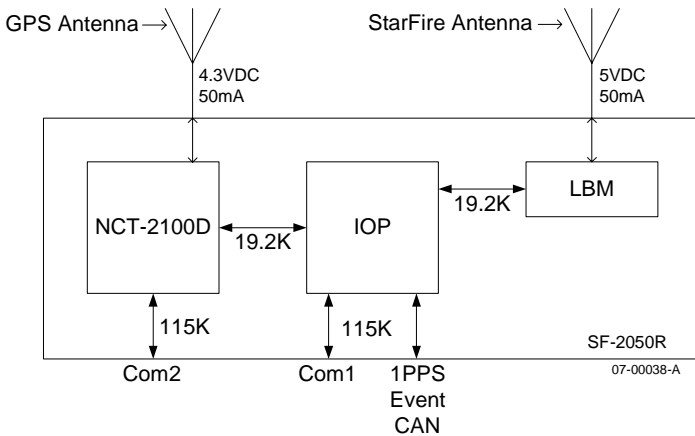 GPS Antenna
StarFire Antenna
4.3VDC
50mA
5VDC
50mA
NCT-2100D
19.2K
IOP
19.2K
LBM
115K
115K
SF-2050R
Com2
Com1
1PPS
Event
CAN
07-00038-A